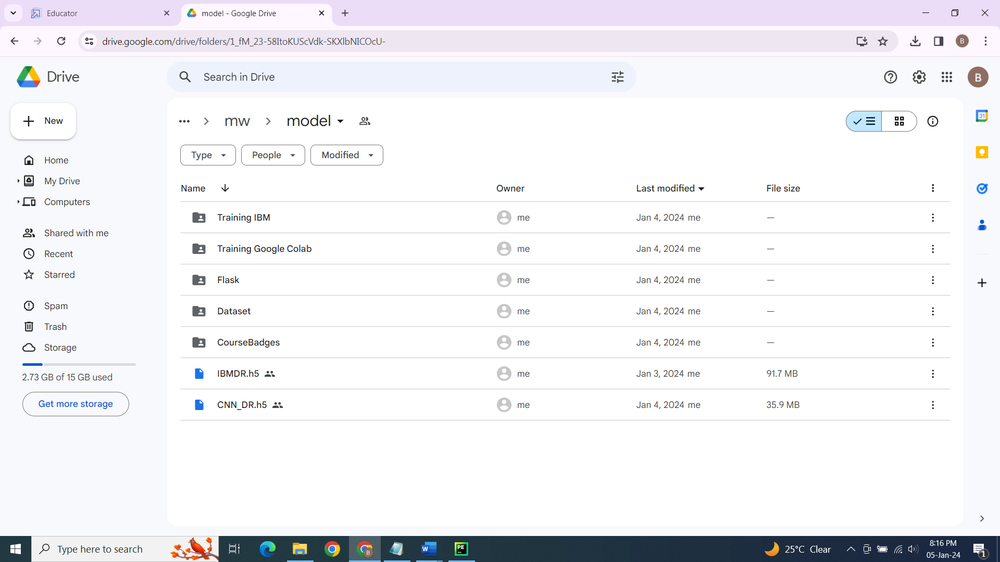 Educator
model - Google Drive
drive.google.com/drive/folders/1_fM_23-58ItoKUScVdk-SKXlbNICOcU-
B
Drive
Search in Drive
B
New
... > mw > model
31
Type
People
Modified
Home
My Drive
Computers
Shared with me
Recent
Starred
Spam
Trash
Storage
2.73 GB of 15 GB used
Get more storage
Name Owner Last modified File size
Training IBM me Jan 4, 2024 me —
Training Google Colab me Jan 4, 2024 me —
Flask me Jan 4, 2024 me —
Dataset me Jan 4, 2024 me —
CourseBadges me Jan 4, 2024 me —
IBMDR.h5 me Jan 3, 2024 me 91.7 MB
CNN_DR.h5 me Jan 4, 2024 me 35.9 MB
Type here to search
B
W
PE
25°C Clear
8:16 PM
05-Jan-24
1